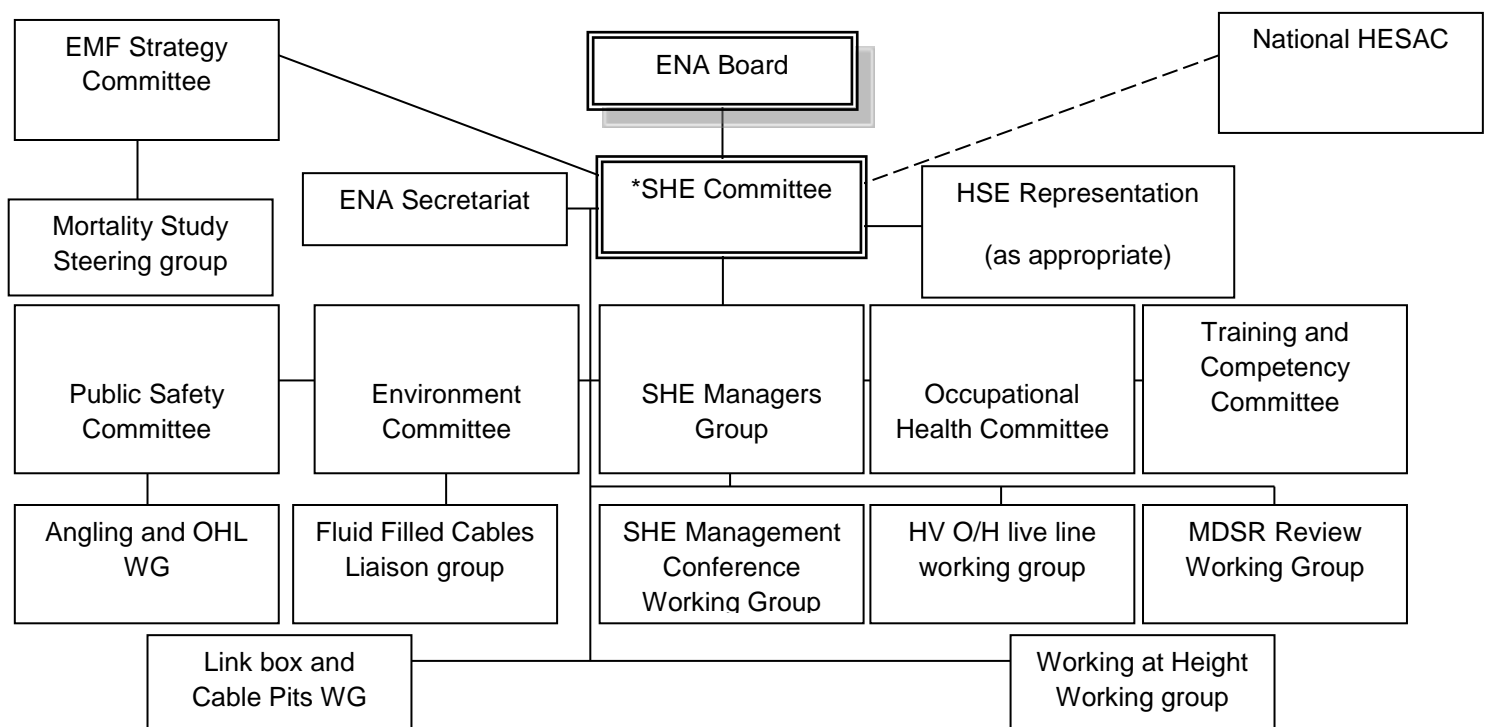 EMF Strategy
Committee
ENA Board
National HESAC
ENA Secretariat
*SHE Committee
HSE Representation
(as appropriate)
Mortality Study
Steering group
Public Safety
Committee
Environment
Committee
SHE Managers
Group
Occupational
Health Committee
Training and
Competency
Committee
Angling and OHL
WG
Fluid Filled Cables
Liaison group
SHE Management
Conference
Working Group
HV O/H live line
working group
MDSR Review
Working Group
Link box and
Cable Pits WG
Working at Height
Working group